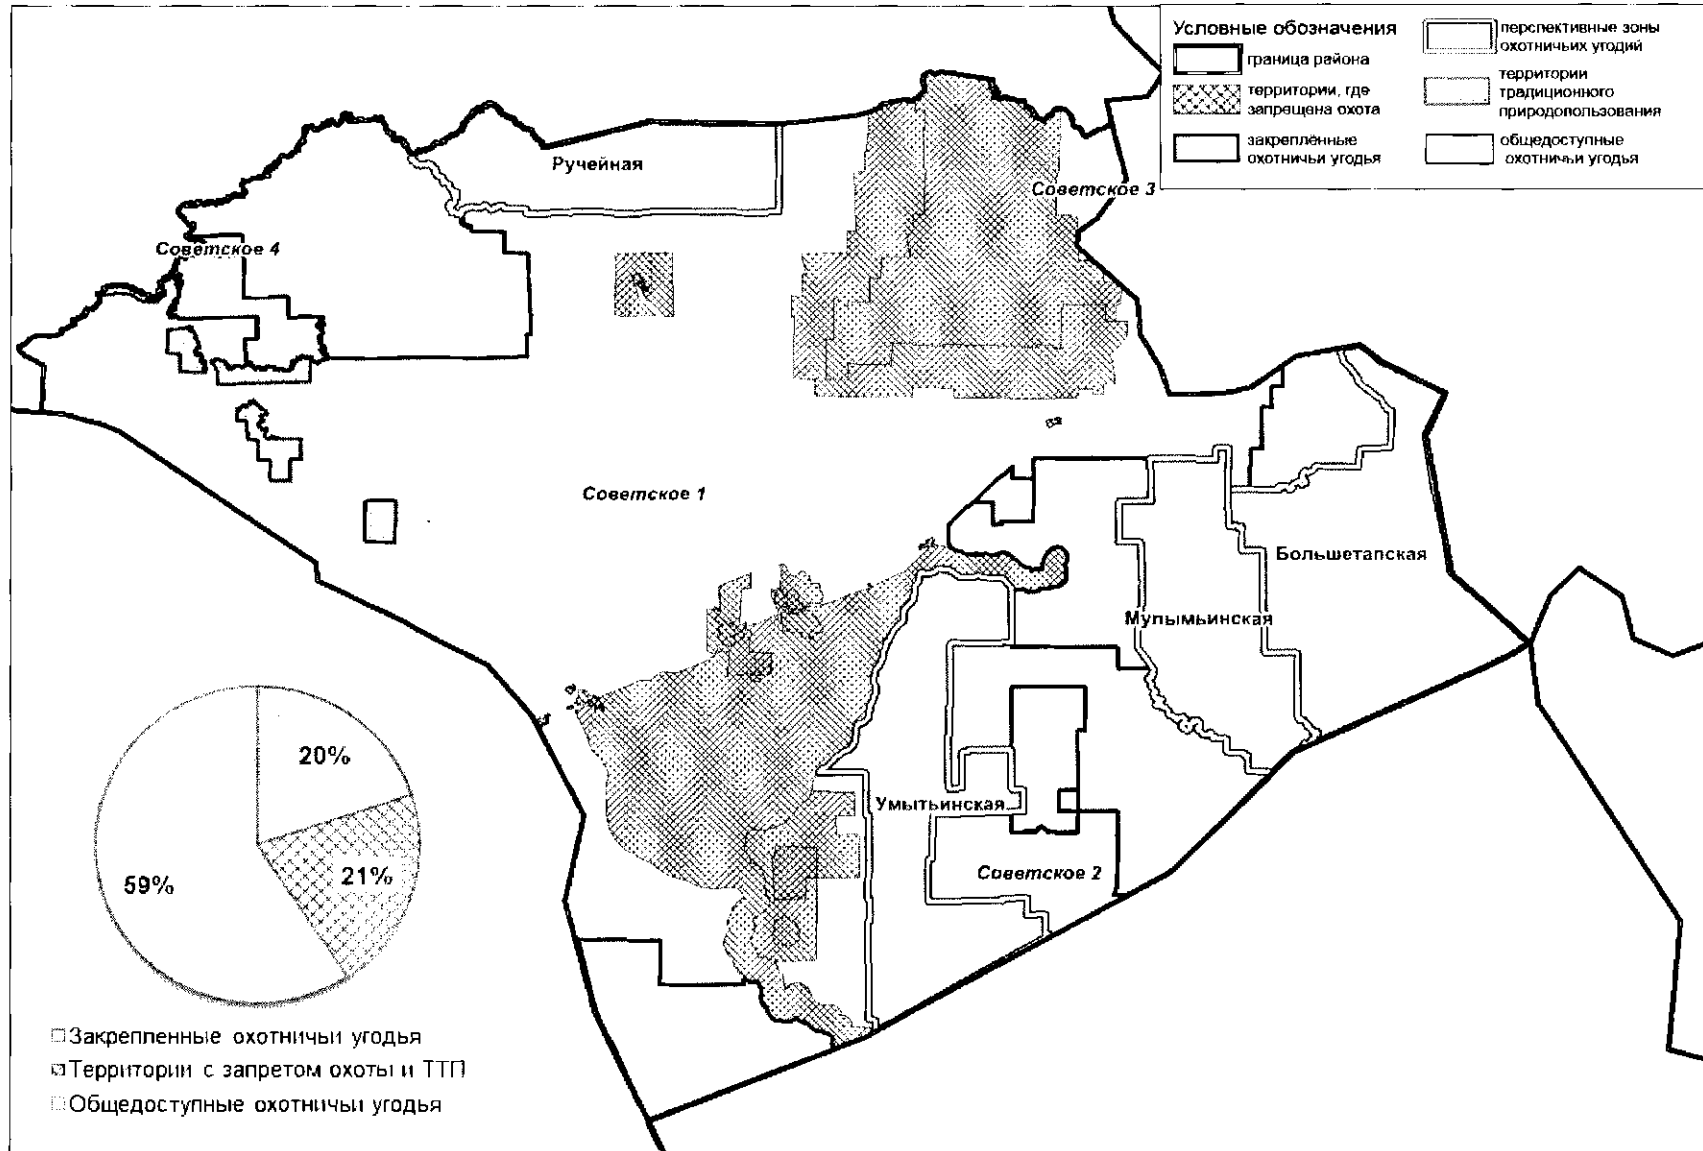 Условные обозначения
граница района
территории, где
запрещена охота
закреплённые
охотничьи угодья
перспективные зоны
охотничьих угодий
территории
традиционного
природопользования
общедоступные
охотничьи угодья
Ручейная
Советское 3
Советское 4
Советское 1
Большетапская
Мулымьинская
Умытьинская
Советское 2
20%
21%
59%
Закрепленные охотничьи угодья
Территории с запретом охоты и ТТП
Общедоступные охотничьи угодья